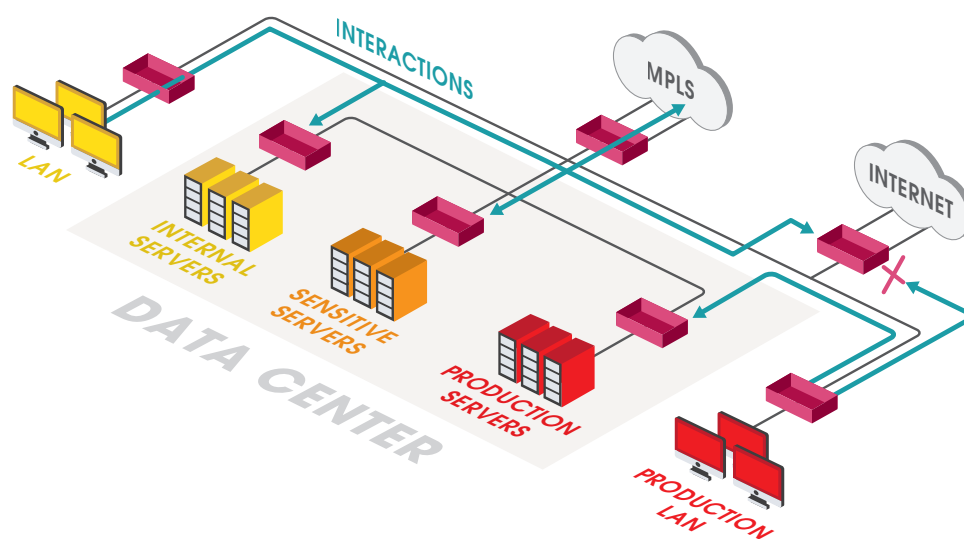 INTERACTIONS
MPLS
INTERNET
LAN
INTERNAL
SERVERS
SENSITIVE
SERVERS
PRODUCTION
SERVERS
DATA CENTER
PRODUCTION
LAN